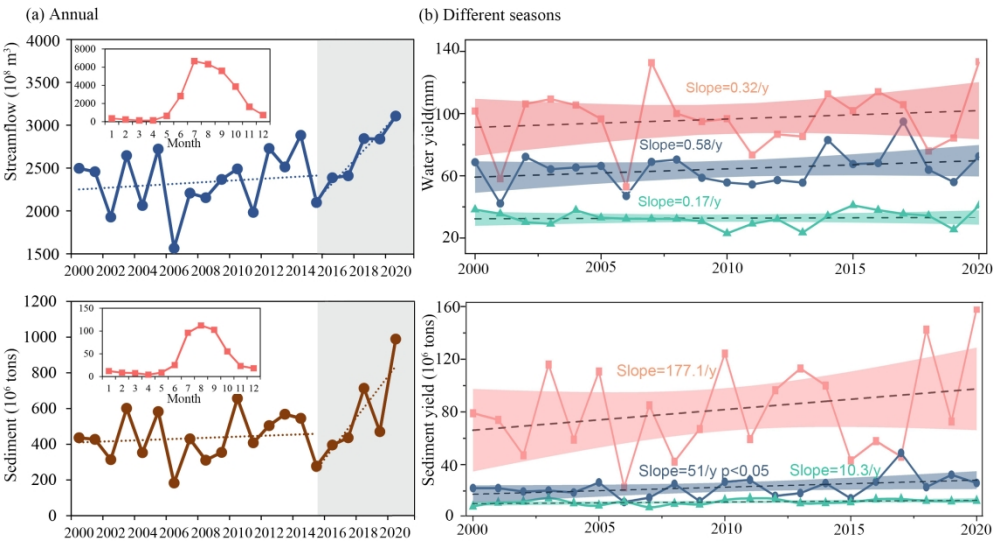 (a) Annual
(b) Different seasons
Streamflow (10⁸ m³)
4000
3500
3000
2500
2000
1500
8000
6000
4000
2000
0
1 2 3 4 5 6 7 8 9 10 11 12
Month
2000 2002 2004 2006 2008 2010 2012 2014 2016 2018 2020
Water yield(mm)
140
100
60
20
Slope=0.32/y
Slope=0.58/y
Slope=0.17/y
2000 2005 2010 2015 2020
Sediment (10⁶ tons)
1200
1000
800
600
400
200
0
150
100
50
0
1 2 3 4 5 6 7 8 9 10 11 12
Month
2000 2002 2004 2006 2008 2010 2012 2014 2016 2018 2020
Sediment yield (10⁶ tons)
160
120
80
40
0
Slope=177.1/y
Slope=51/y p<0.05
Slope=10.3/y
2000 2005 2010 2015 2020